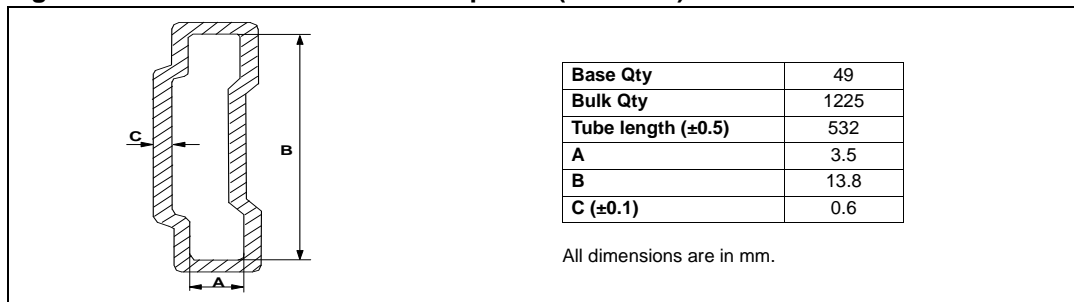 C
B
A
Base Qty 49
Bulk Qty 1225
Tube length (±0.5) 532
A 3.5
B 13.8
C (±0.1) 0.6
All dimensions are in mm.